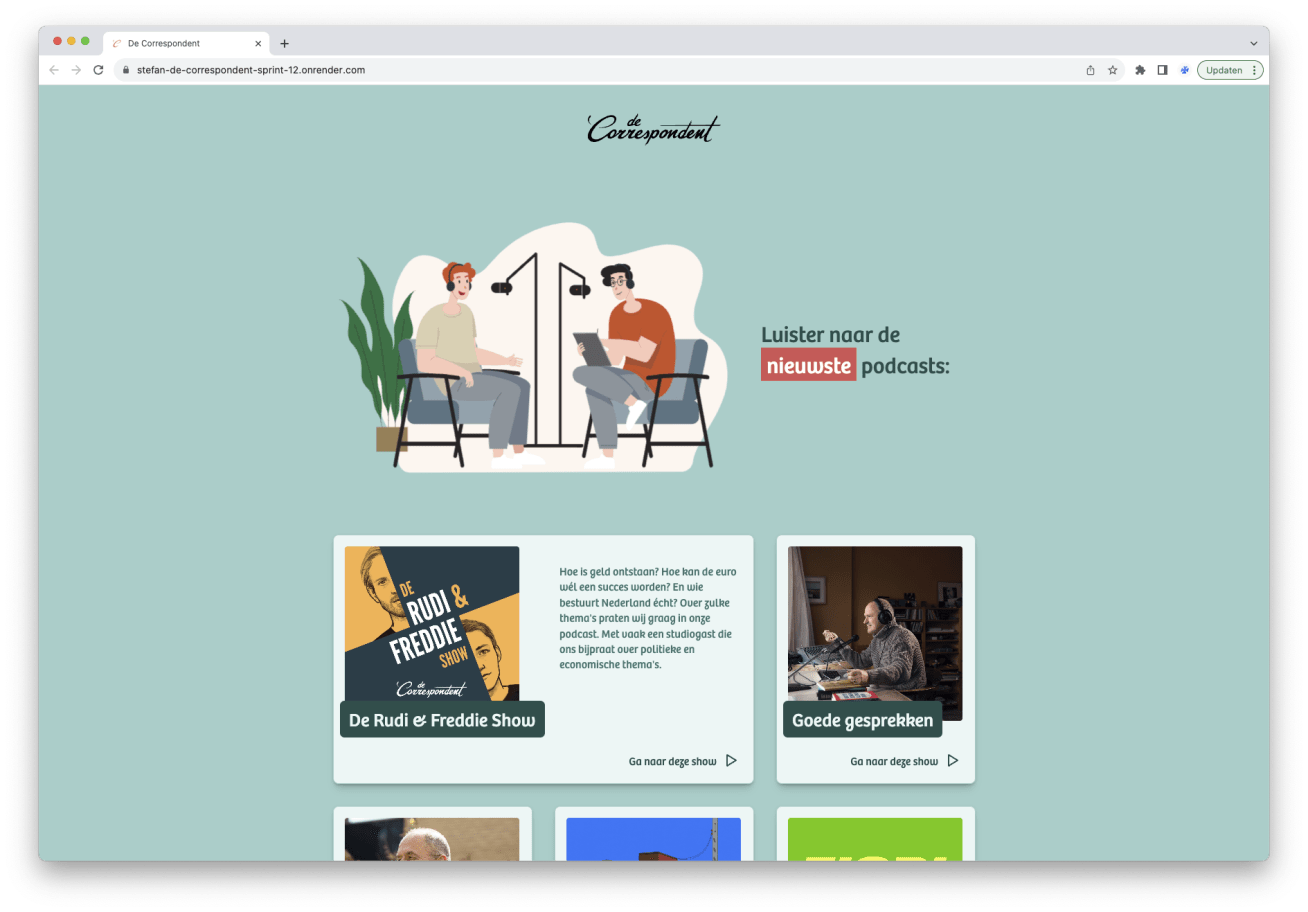 De Correspondent
stefan-de-correspondent-sprint-12.onrender.com
Updaten
de
Correspondent
Luister naar de
nieuwste podcasts:
DE
RUDI &
FREDDIE
SHOW
de
Correspondent
Hoe is geld ontstaan? Hoe kan de euro
wél een succes worden? En wie
bestuurt Nederland écht? Over zulke
thema's praten wij graag in onze
podcast. Met vaak een studiogast die
ons bijpraat over politieke en
economische thema's.
De Rudi & Freddie Show
Ga naar deze show
Goede gesprekken
Ga naar deze show